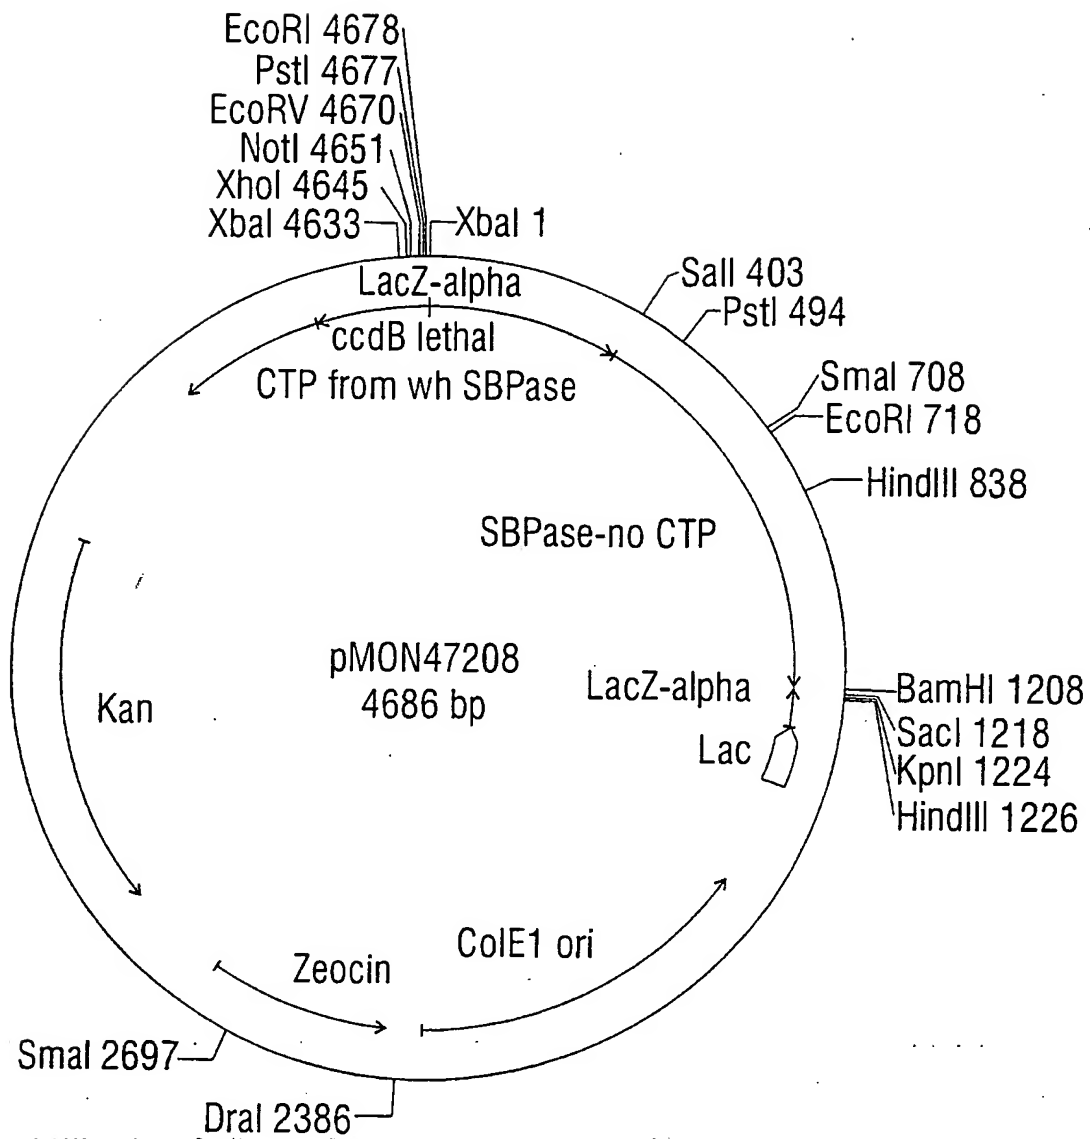 EcoRI 4678
PstI 4677
EcoRV 4670
NotI 4651
XhoI 4645
XbaI 4633
XbaI 1
LacZ-alpha
SalI 403
PstI 494
ccdB lethal
CTP from wh SBPase
SmaI 708
EcoRI 718
HindIII 838
SBPase-no CTP
pMON47208
4686 bp
LacZ-alpha
BamHI 1208
Kan
SacI 1218
Lac
KpnI 1224
HindIII 1226
ColE1 ori
Zeocin
SmaI 2697
DraI 2386